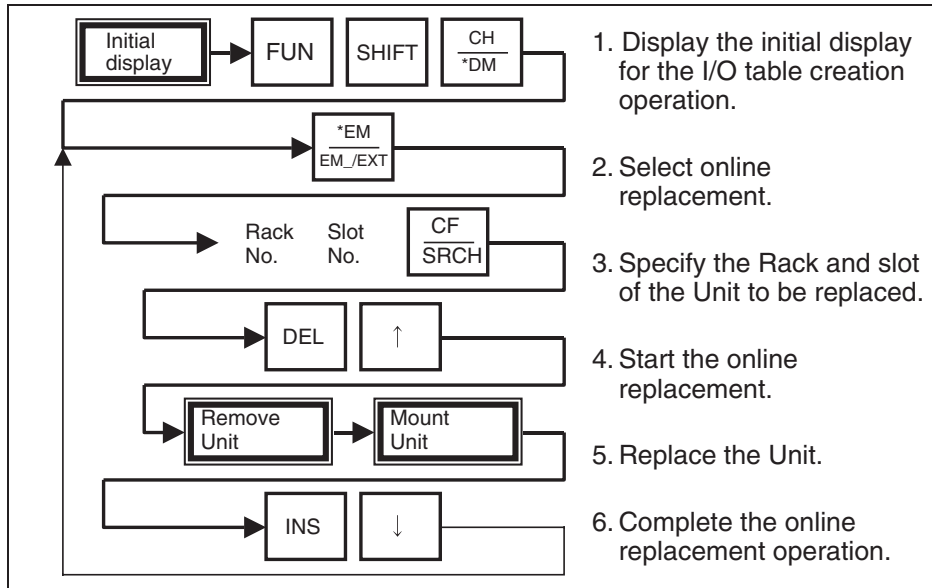 Initial
display
FUN
SHIFT
CH
*DM
1. Display the initial display
for the I/O table creation
operation.
*EM
EM_/EXT
2. Select online
replacement.
Rack
No.
Slot
No.
CF
SRCH
3. Specify the Rack and slot
of the Unit to be replaced.
DEL
↑
4. Start the online
replacement.
Remove
Unit
Mount
Unit
5. Replace the Unit.
INS
↓
6. Complete the online
replacement operation.